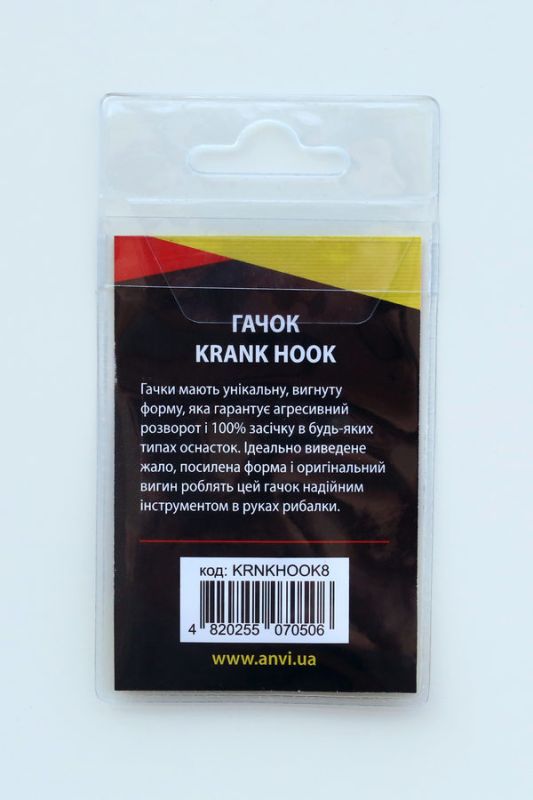 ГАЧОК
KRANK HOOK
Гачки мають унікальну, вигнуту
форму, яка гарантує агресивний
розворот і 100% засічку в будь-яких
типах оснасток. Ідеально виведене
жало, посилена форма і оригінальний
вигин роблять цей гачок надійним
інструментом в руках рибалки.
код: KRNKHOOK8
4 820255 070506
www.anvi.ua